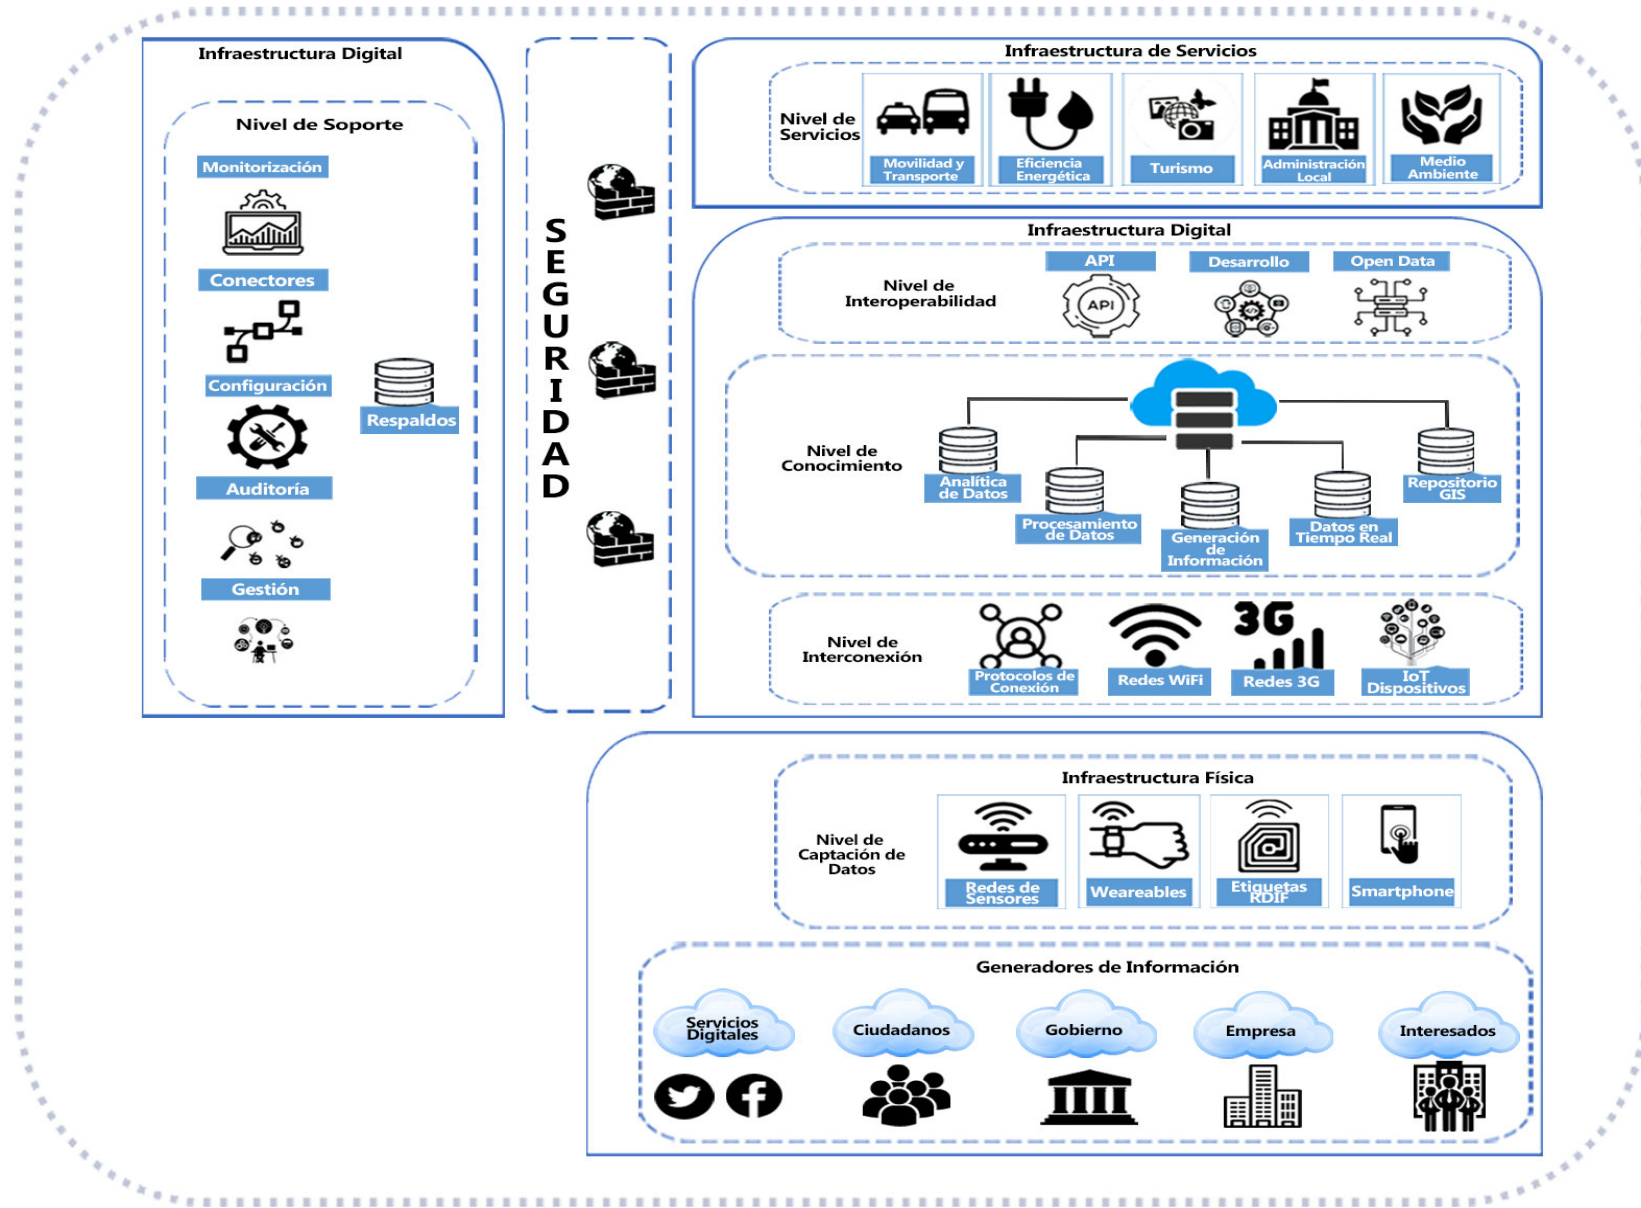 Infraestructura Digital
Nivel de Soporte
Monitorización
Conectores
Configuración
Respaldos
Auditoría
Gestión
S
E
G
U
R
I
D
A
D
Infraestructura de Servicios
Nivel de
Servicios
Movilidad y
Transporte
Eficiencia
Energética
Turismo
Administración
Local
Medio
Ambiente
Infraestructura Digital
Nivel de
Interoperabilidad
API
API
Desarrollo
Open Data
Nivel de
Conocimiento
Analítica
de Datos
Procesamiento
de Datos
Generación
de
Información
Datos en
Tiempo Real
Repositorio
GIS
Nivel de
Interconexión
Protocolos de
Conexión
Redes WiFi
3G
Redes 3G
IoT
Dispositivos
Infraestructura Física
Nivel de
Captación de
Datos
Redes de
Sensores
Weareables
Etiquetas
RDIF
Smartphone
Generadores de Información
Servicios
Digitales
Ciudadanos
Gobierno
Empresa
Interesados